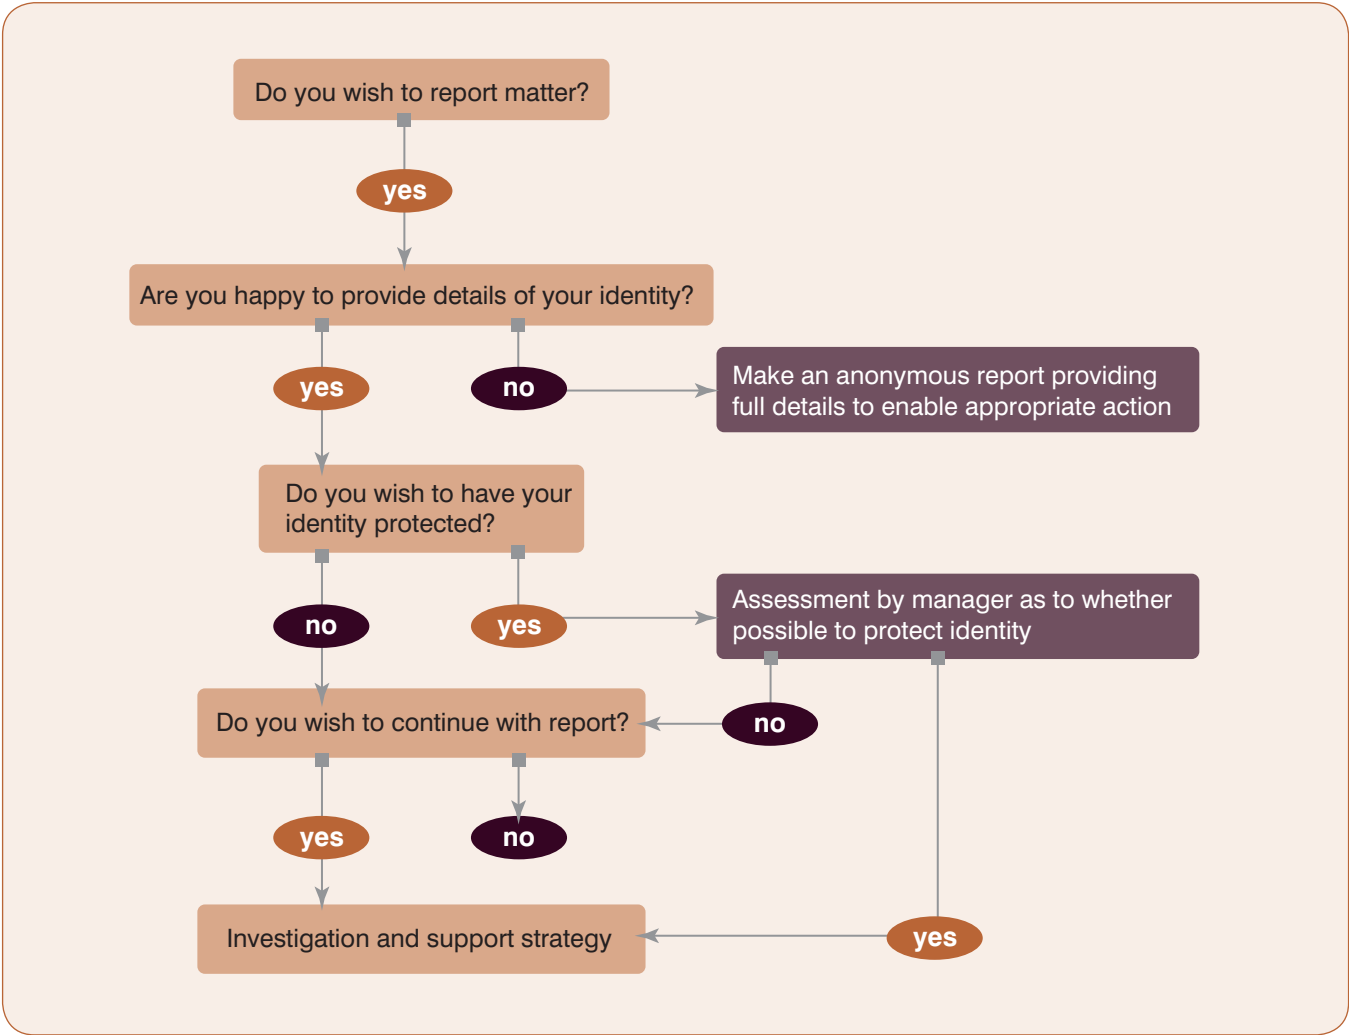 Do you wish to report matter?
yes
Are you happy to provide details of your identity?
yes
no
Make an anonymous report providing
full details to enable appropriate action
Do you wish to have your
identity protected?
no
yes
Assessment by manager as to whether
possible to protect identity
Do you wish to continue with report?
no
yes
no
Investigation and support strategy
yes